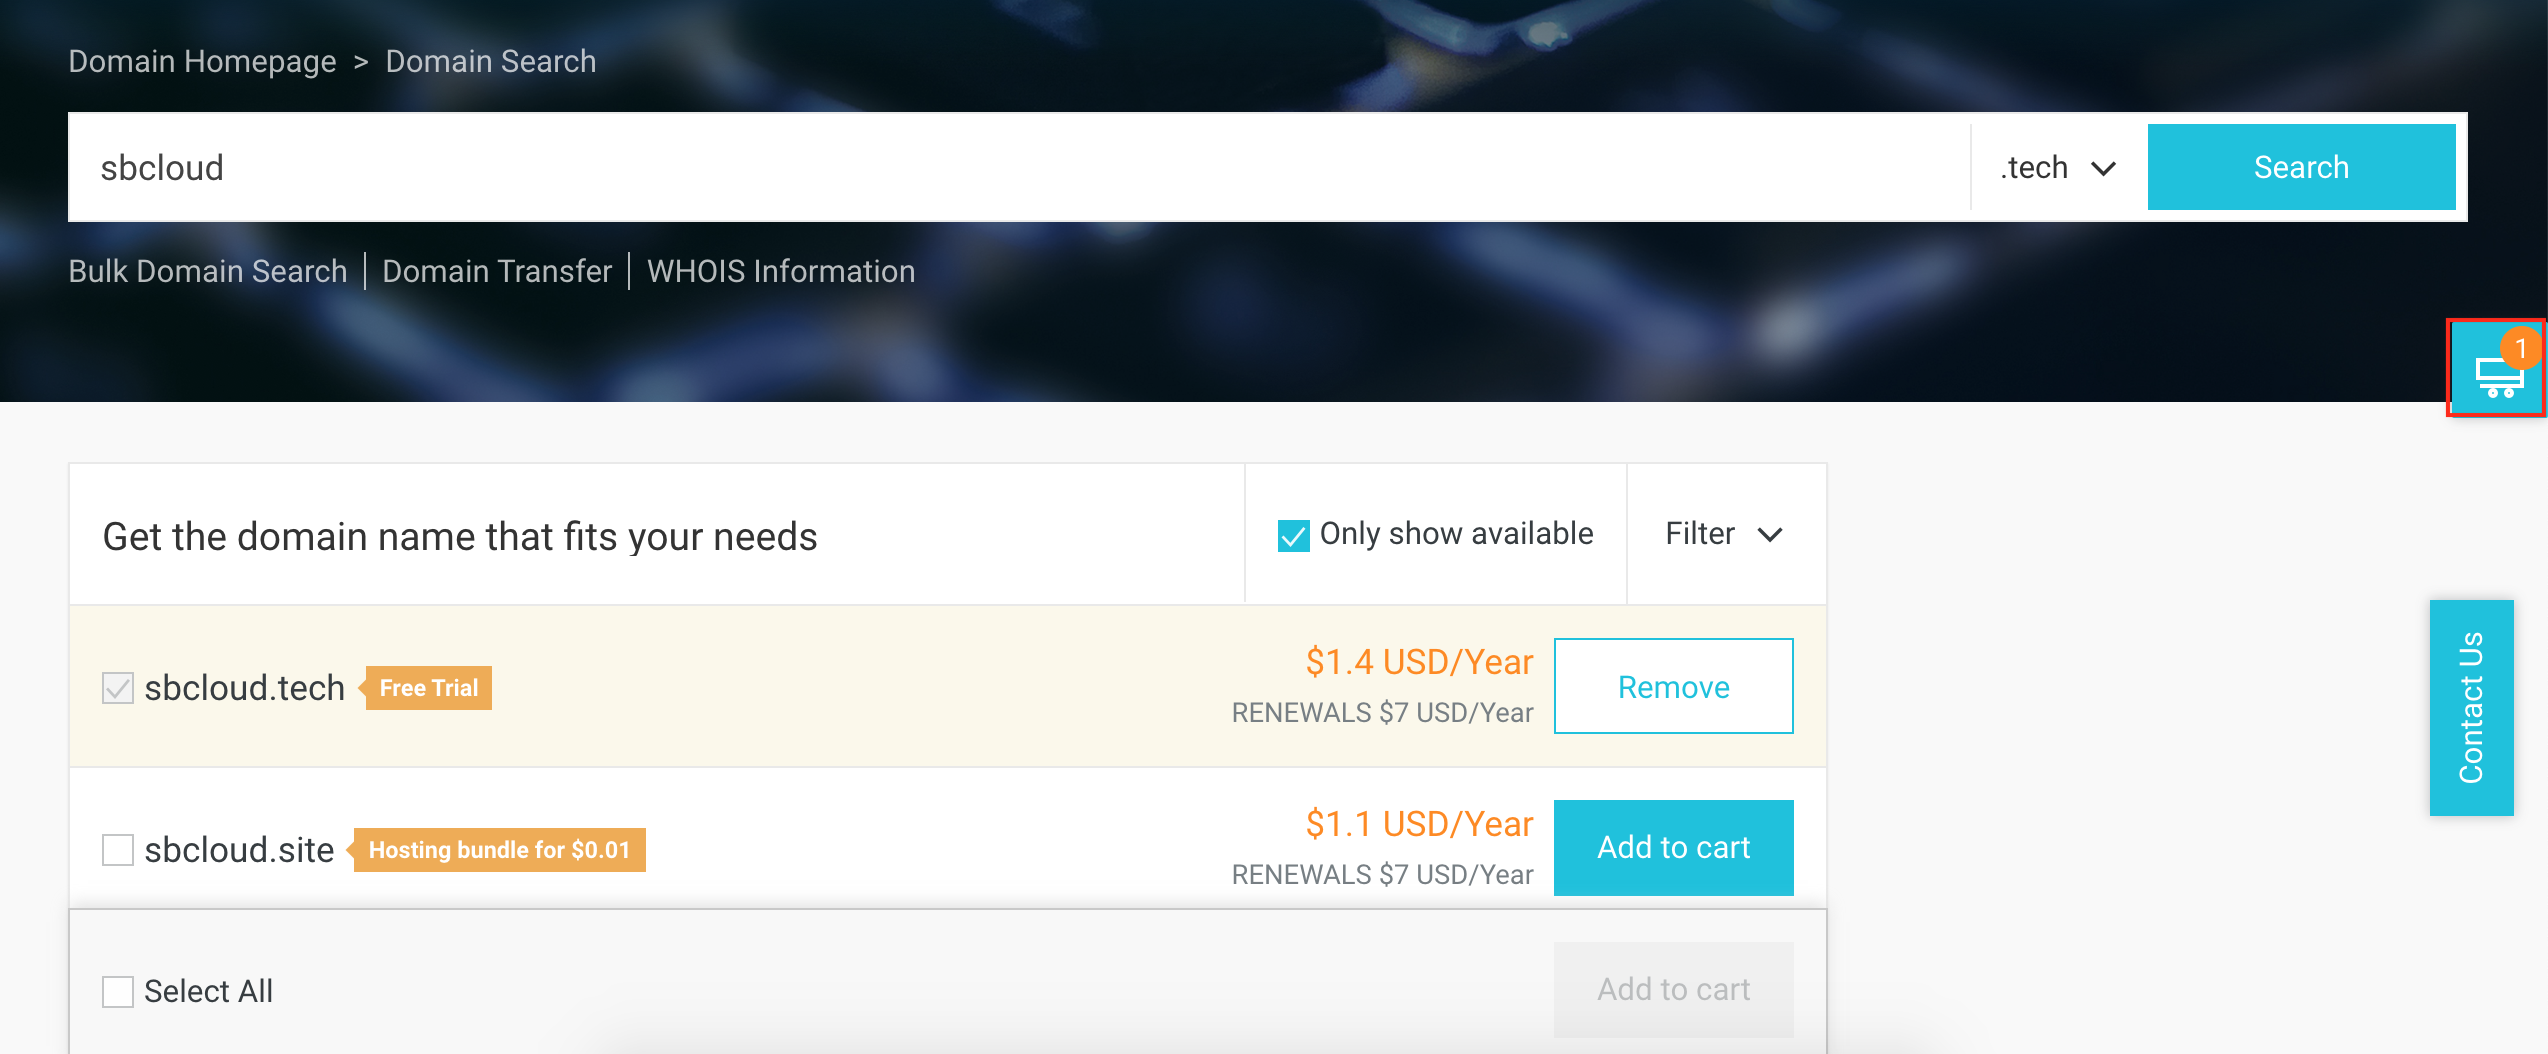 Domain Homepage > Domain Search
sbcloud
.tech
Search
Bulk Domain Search | Domain Transfer | WHOIS Information
1
Get the domain name that fits your needs
Only show available
Filter
sbcloud.tech
Free Trial
$1.4 USD/Year
RENEWALS $7 USD/Year
Remove
Contact Us
sbcloud.site
Hosting bundle for $0.01
$1.1 USD/Year
RENEWALS $7 USD/Year
Add to cart
Select All
Add to cart